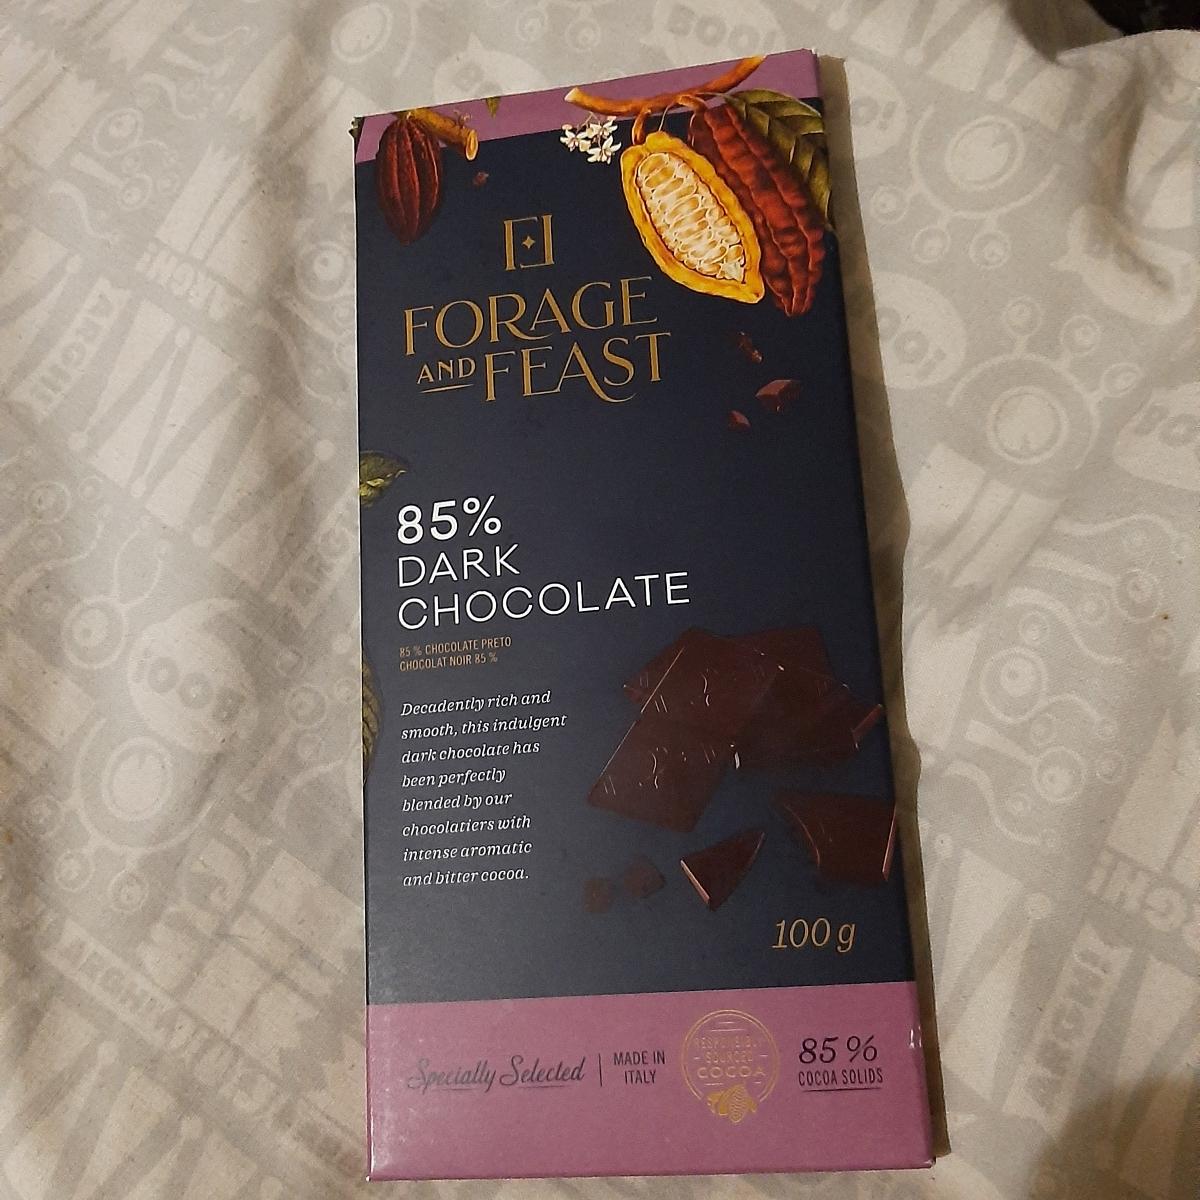 FORAGE
AND FEAST
85%
DARK
CHOCOLATE
85 % CHOCOLATE PRETO
CHOCOLAT NOIR 85 %
Decadently rich and
smooth, this indulgent
dark chocolate has
been perfectly
blended by our
chocolatiers with
intense aromatic
and bitter cocoa.
100 g
Specially Selected
MADE IN
ITALY
RESPONSIBLY
SOURCED
COCOA
85 %
COCOA SOLIDS
BOO!